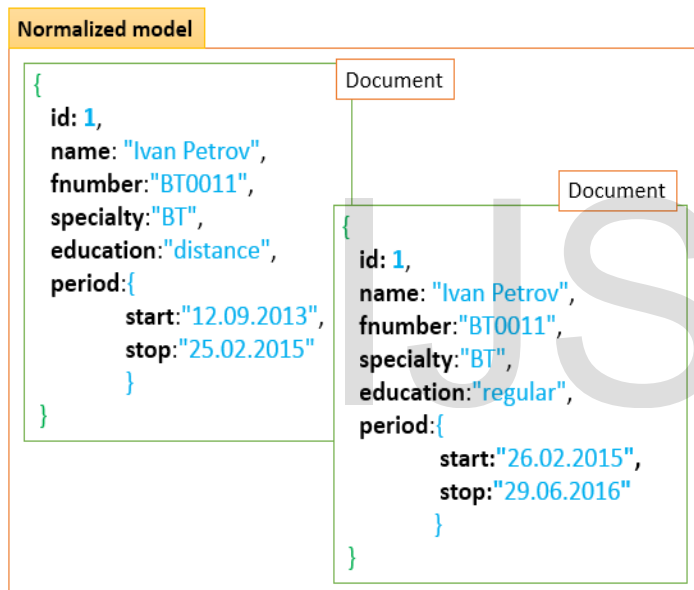 Normalized model
Document
{
id: 1,
name: "Ivan Petrov",
fnumber:"BT0011",
specialty:"BT",
education:"distance",
period:{
start:"12.09.2013",
stop:"25.02.2015"
}
}
Document
{
id: 1,
name: "Ivan Petrov",
fnumber:"BT0011",
specialty:"BT",
education:"regular",
period:{
start:"26.02.2015",
stop:"29.06.2016"
}
}
IJS